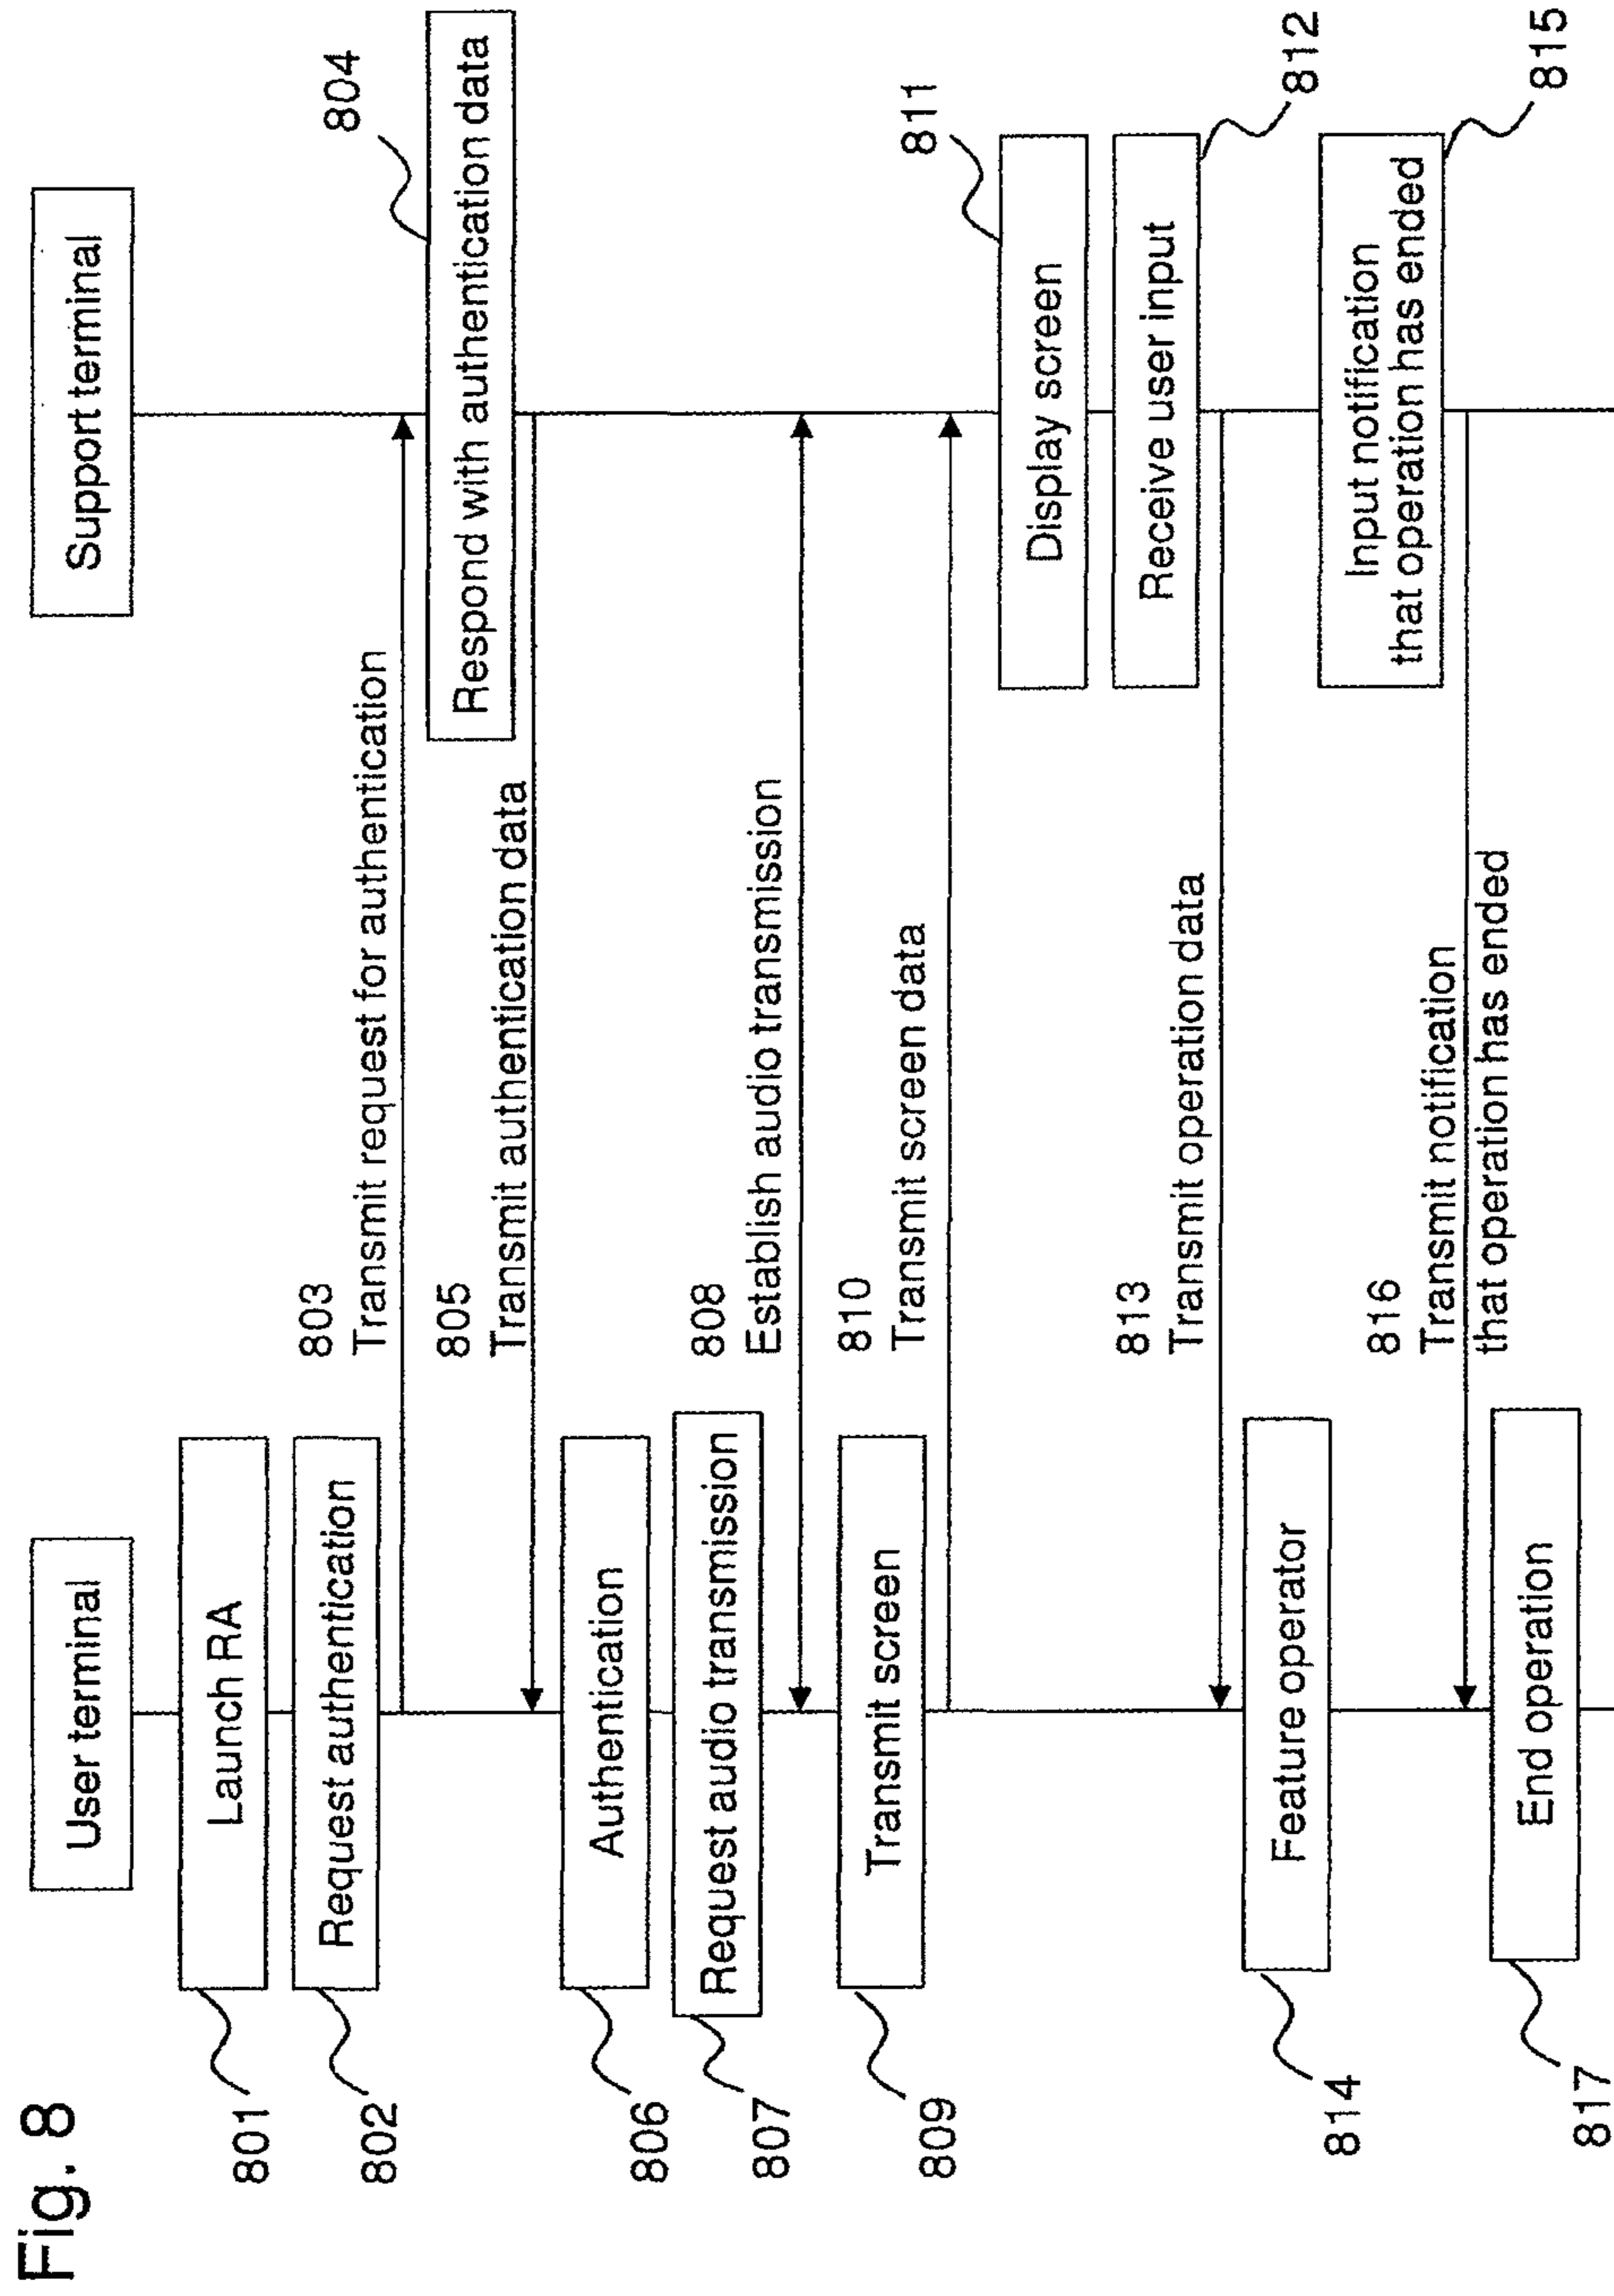 Fig. 8
User terminal
Support terminal
801
Launch RA
802
Request authentication
803
Transmit request for authentication
804
Respond with authentication data
805
Transmit authentication data
806
Authentication
807
Request audio transmission
808
Establish audio transmission
809
Transmit screen
810
Transmit screen data
811
Display screen
812
Receive user input
813
Transmit operation data
814
Feature operator
815
Input notification
that operation has ended
816
Transmit notification
that operation has ended
817
End operation